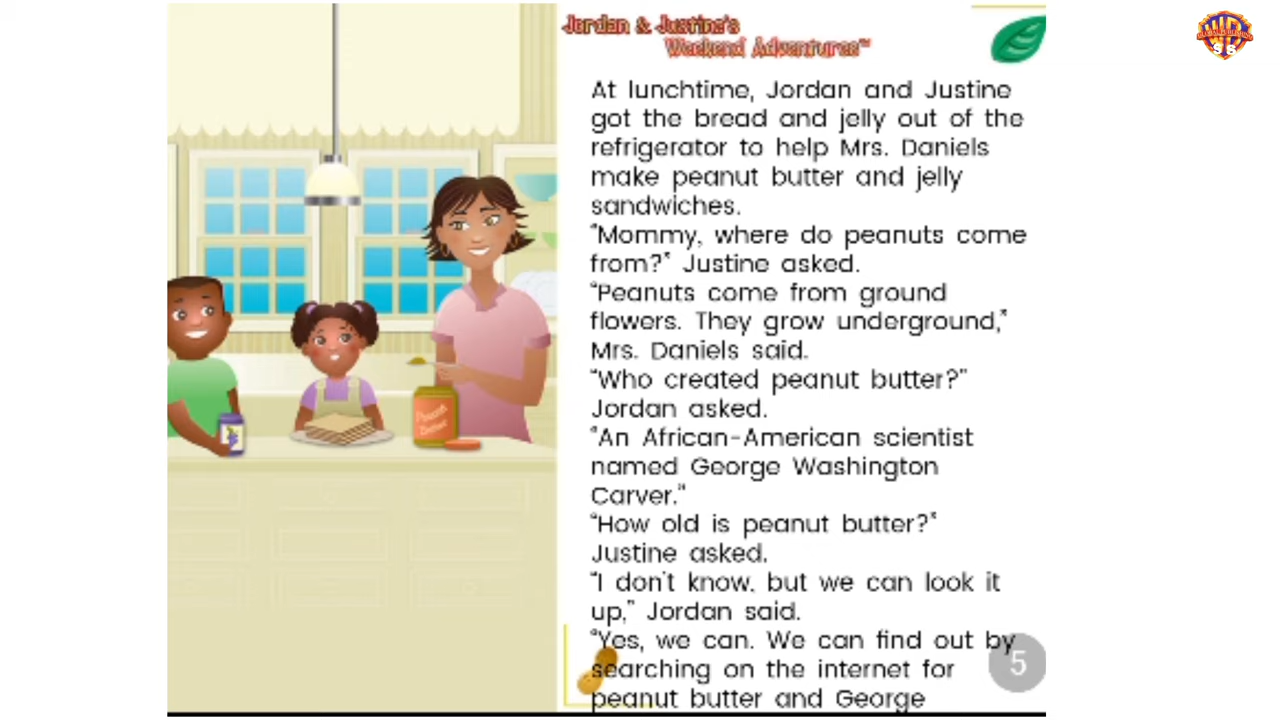 Jordan & Justine's
Weekend Adventures™
At lunchtime, Jordan and Justine
got the bread and jelly out of the
refrigerator to help Mrs. Daniels
make peanut butter and jelly
sandwiches.
"Mommy, where do peanuts come
from?" Justine asked.
"Peanuts come from ground
flowers. They grow underground,"
Mrs. Daniels said.
"Who created peanut butter?"
Jordan asked.
"An African-American scientist
named George Washington
Carver."
"How old is peanut butter?"
Justine asked.
"I don't know, but we can look it
up," Jordan said.
"Yes, we can. We can find out by
searching on the internet for
peanut butter and George
5
Peanut
Butter